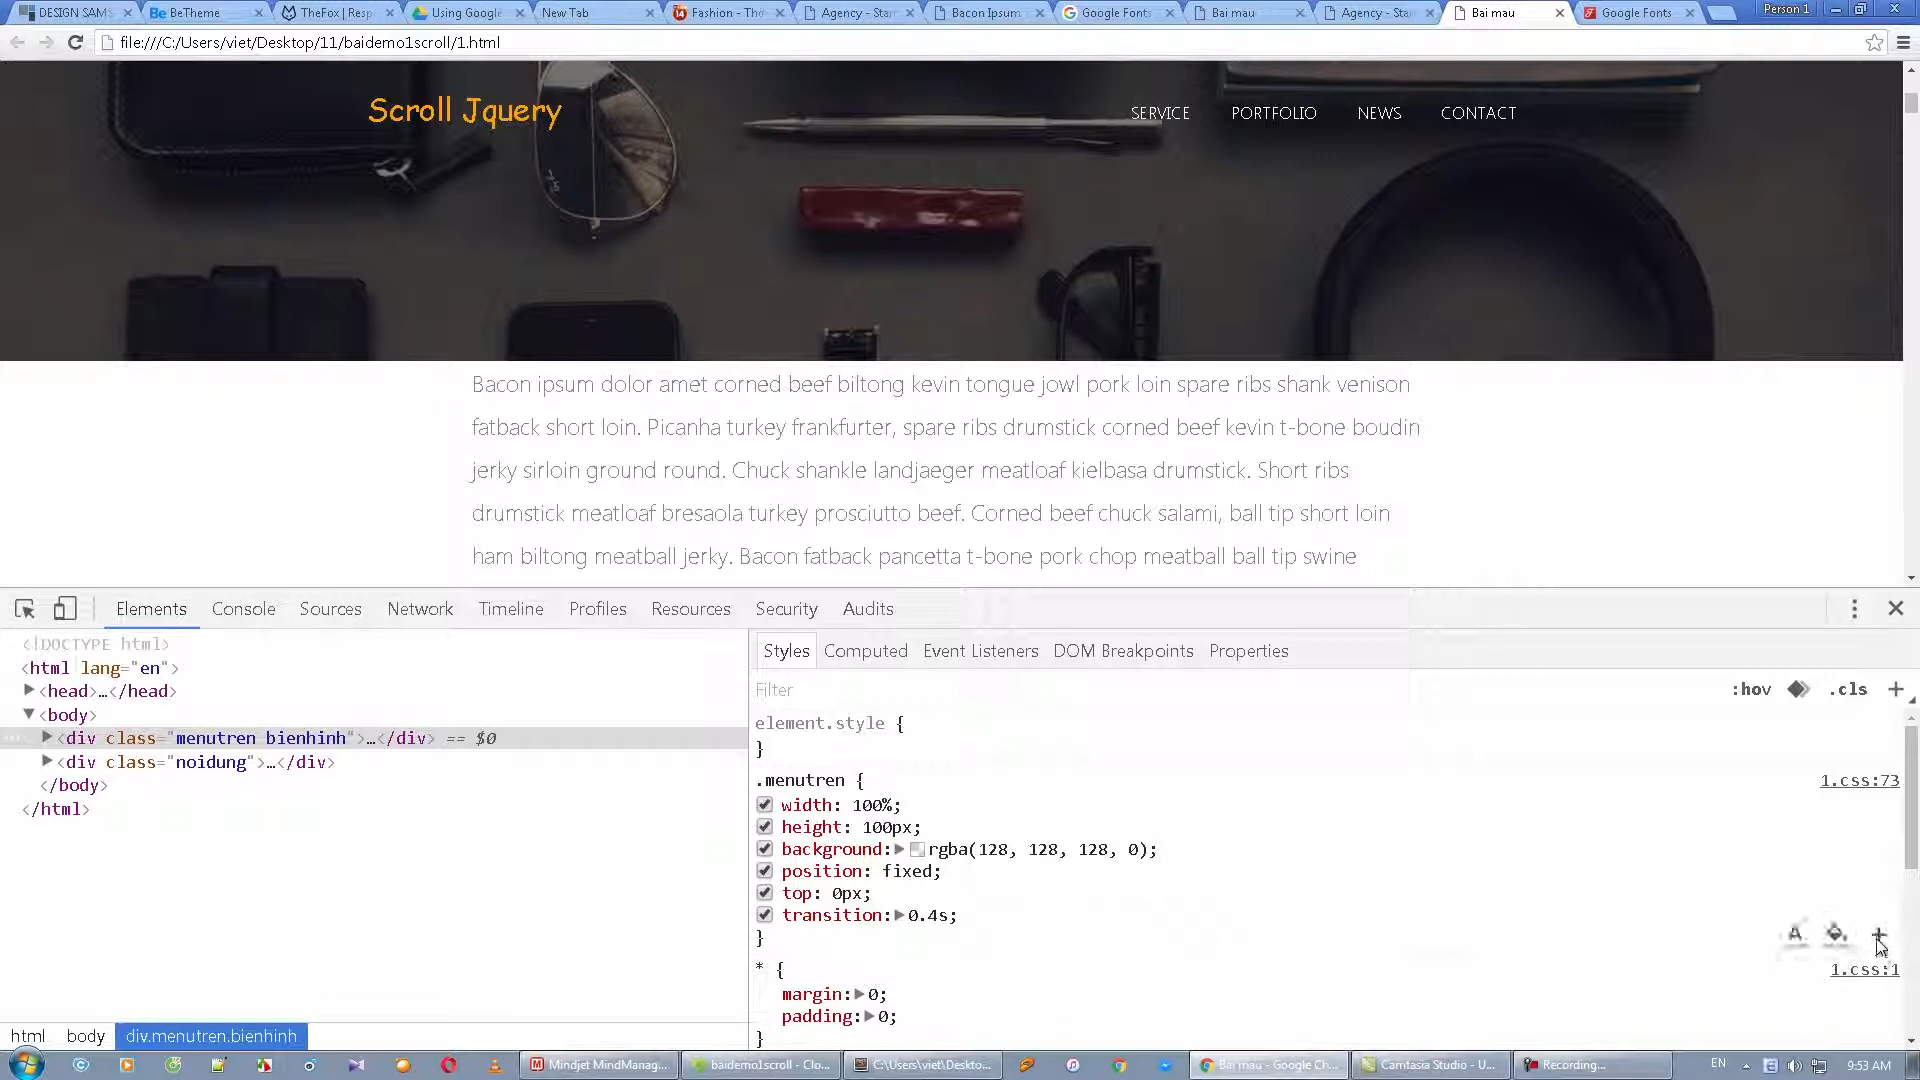 DESIGN SAMS
BeTheme
TheFox | Resp
Using Google
New Tab
Fashion - The
Agency - Star
Bacon Ipsum
Google Fonts
Bai mau
Agency - Star
Bai mau
Google Fonts
Person 1
file:///C:/Users/viet/Desktop/11/baidemo1scroll/1.html
Scroll Jquery
SERVICE
PORTFOLIO
NEWS
CONTACT
Bacon ipsum dolor amet corned beef biltong kevin tongue jowl pork loin spare ribs shank venison
fatback short loin. Picanha turkey frankfurter, spare ribs drumstick corned beef kevin t-bone boudin
jerky sirloin ground round. Chuck shankle landjaeger meatloaf kielbasa drumstick. Short ribs
drumstick meatloaf bresaola turkey prosciutto beef. Corned beef chuck salami, ball tip short loin
ham biltong meatball jerky. Bacon fatback pancetta t-bone pork chop meatball ball tip swine
Elements
Console
Sources
Network
Timeline
Profiles
Resources
Security
Audits
<!DOCTYPE html>
<html lang="en">
<head>…</head>
<body>
<div class="menutren bienhinh">…</div> == $0
<div class="noidung">…</div>
</body>
</html>
Styles
Computed
Event Listeners
DOM Breakpoints
Properties
Filter
:hov
.cls
element.style {
}
.menutren {
1.css:73
width: 100%;
height: 100px;
background: rgba(128, 128, 128, 0);
position: fixed;
top: 0px;
transition: 0.4s;
}
* {
1.css:1
margin: 0;
padding: 0;
}
html
body
div.menutren.bienhinh
Mindjet MindManag...
baidemo1scroll - Clo...
C:\Users\viet\Deskto...
Bai mau - Google Ch...
Camtasia Studio - U...
Recording...
EN
9:53 AM